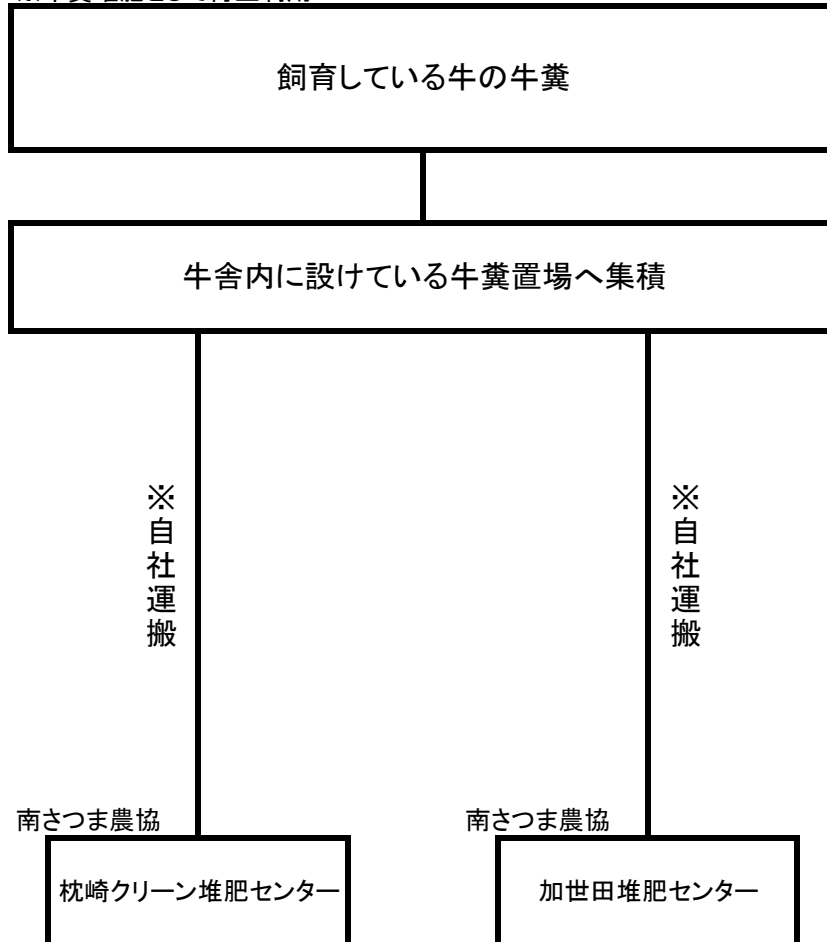 飼育している牛の牛糞
牛舎内に設けている牛糞置場へ集積
※自社運搬
※自社運搬
南さつま農協
南さつま農協
枕崎クリーン堆肥センター
加世田堆肥センター